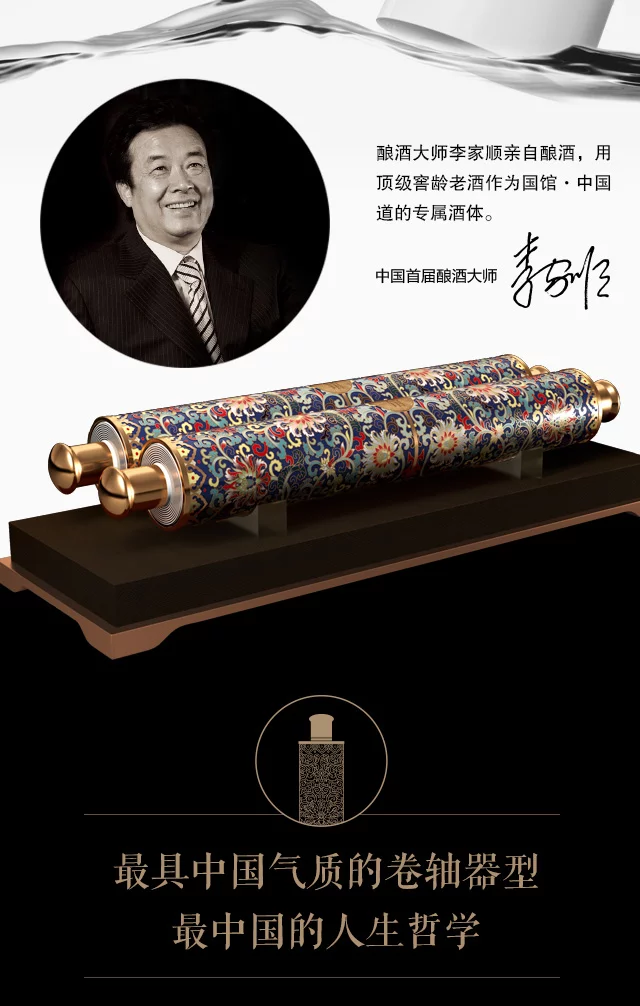 酿酒大师李家顺亲自酿酒，用
顶级窖龄老酒作为国馆·中国
道的专属酒体。
中国首届酿酒大师 李家顺
最具中国气质的卷轴器型
最中国的人生哲学